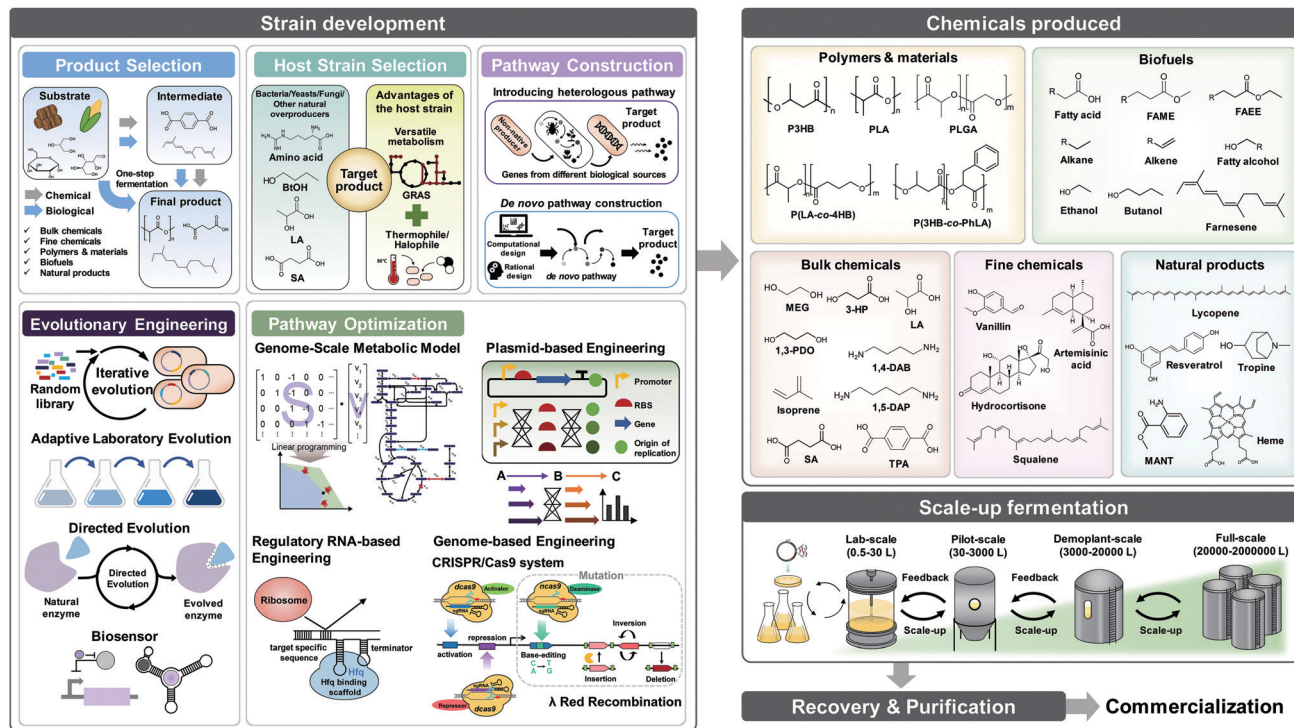 Strain development
Product Selection
Substrate
Intermediate
One-step
fermentation
Chemical
Biological
Final product
✓ Bulk chemicals
✓ Fine chemicals
✓ Polymers & materials
✓ Biofuels
✓ Natural products
Host Strain Selection
Bacteria/Yeasts/Fungi/
Other natural
overproducers
Amino acid
BtOH
LA
SA
Target
product
Advantages of
the host strain
Versatile
metabolism
GRAS
Thermophile/
Halophile
Pathway Construction
Introducing heterologous pathway
Non-native
producer
Target
product
Genes from different biological sources
De novo pathway construction
Computational
design
Rational
design
de novo pathway
Target
product
Evolutionary Engineering
Random
library
Iterative
evolution
Adaptive Laboratory Evolution
Directed Evolution
Directed
Evolution
Natural
enzyme
Evolved
enzyme
Biosensor
Pathway Optimization
Genome-Scale Metabolic Model
S • v
Linear programming
Plasmid-based Engineering
Promoter
RBS
Gene
Origin of
replication
A B C
Regulatory RNA-based
Engineering
Ribosome
target specific
sequence
terminator
Hfq
Hfq binding
scaffold
Genome-based Engineering
CRISPR/Cas9 system
dcas9
Activator
sgRNA
Mutation
ncas9
Deaminase
sgRNA
activation
repression
Base-editing
C T
A G
Inversion
Insertion
Deletion
sgRNA
Repressor
dcas9
λ Red Recombination
Chemicals produced
Polymers & materials
P3HB
PLA
PLGA
P(LA-co-4HB)
P(3HB-co-PhLA)
Biofuels
Fatty acid
FAME
FAEE
Alkane
Alkene
Fatty alcohol
Ethanol
Butanol
Farnesene
Bulk chemicals
MEG
3-HP
LA
1,3-PDO
1,4-DAB
Isoprene
1,5-DAP
SA
TPA
Fine chemicals
Vanillin
Artemisinic
acid
Hydrocortisone
Squalene
Natural products
Lycopene
Resveratrol
Tropine
MANT
Heme
Scale-up fermentation
Lab-scale
(0.5-30 L)
Pilot-scale
(30-3000 L)
Demoplant-scale
(3000-20000 L)
Full-scale
(20000-2000000 L)
Feedback
Feedback
Scale-up
Scale-up
Scale-up
Recovery & Purification
Commercialization